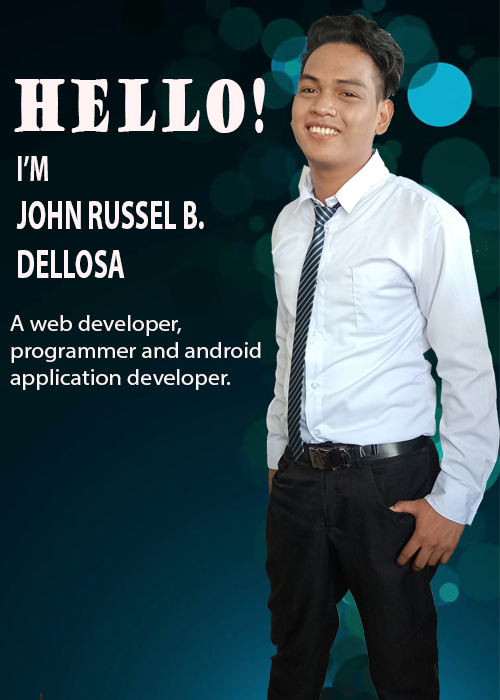 HELLO!
I'M
JOHN RUSSEL B.
DELLOSA
A web developer,
programmer and android
application developer.